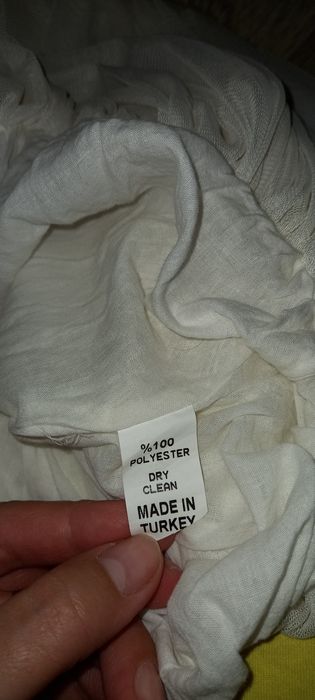 %100
POLYESTER
DRY
CLEAN
MADE IN
TURKEY